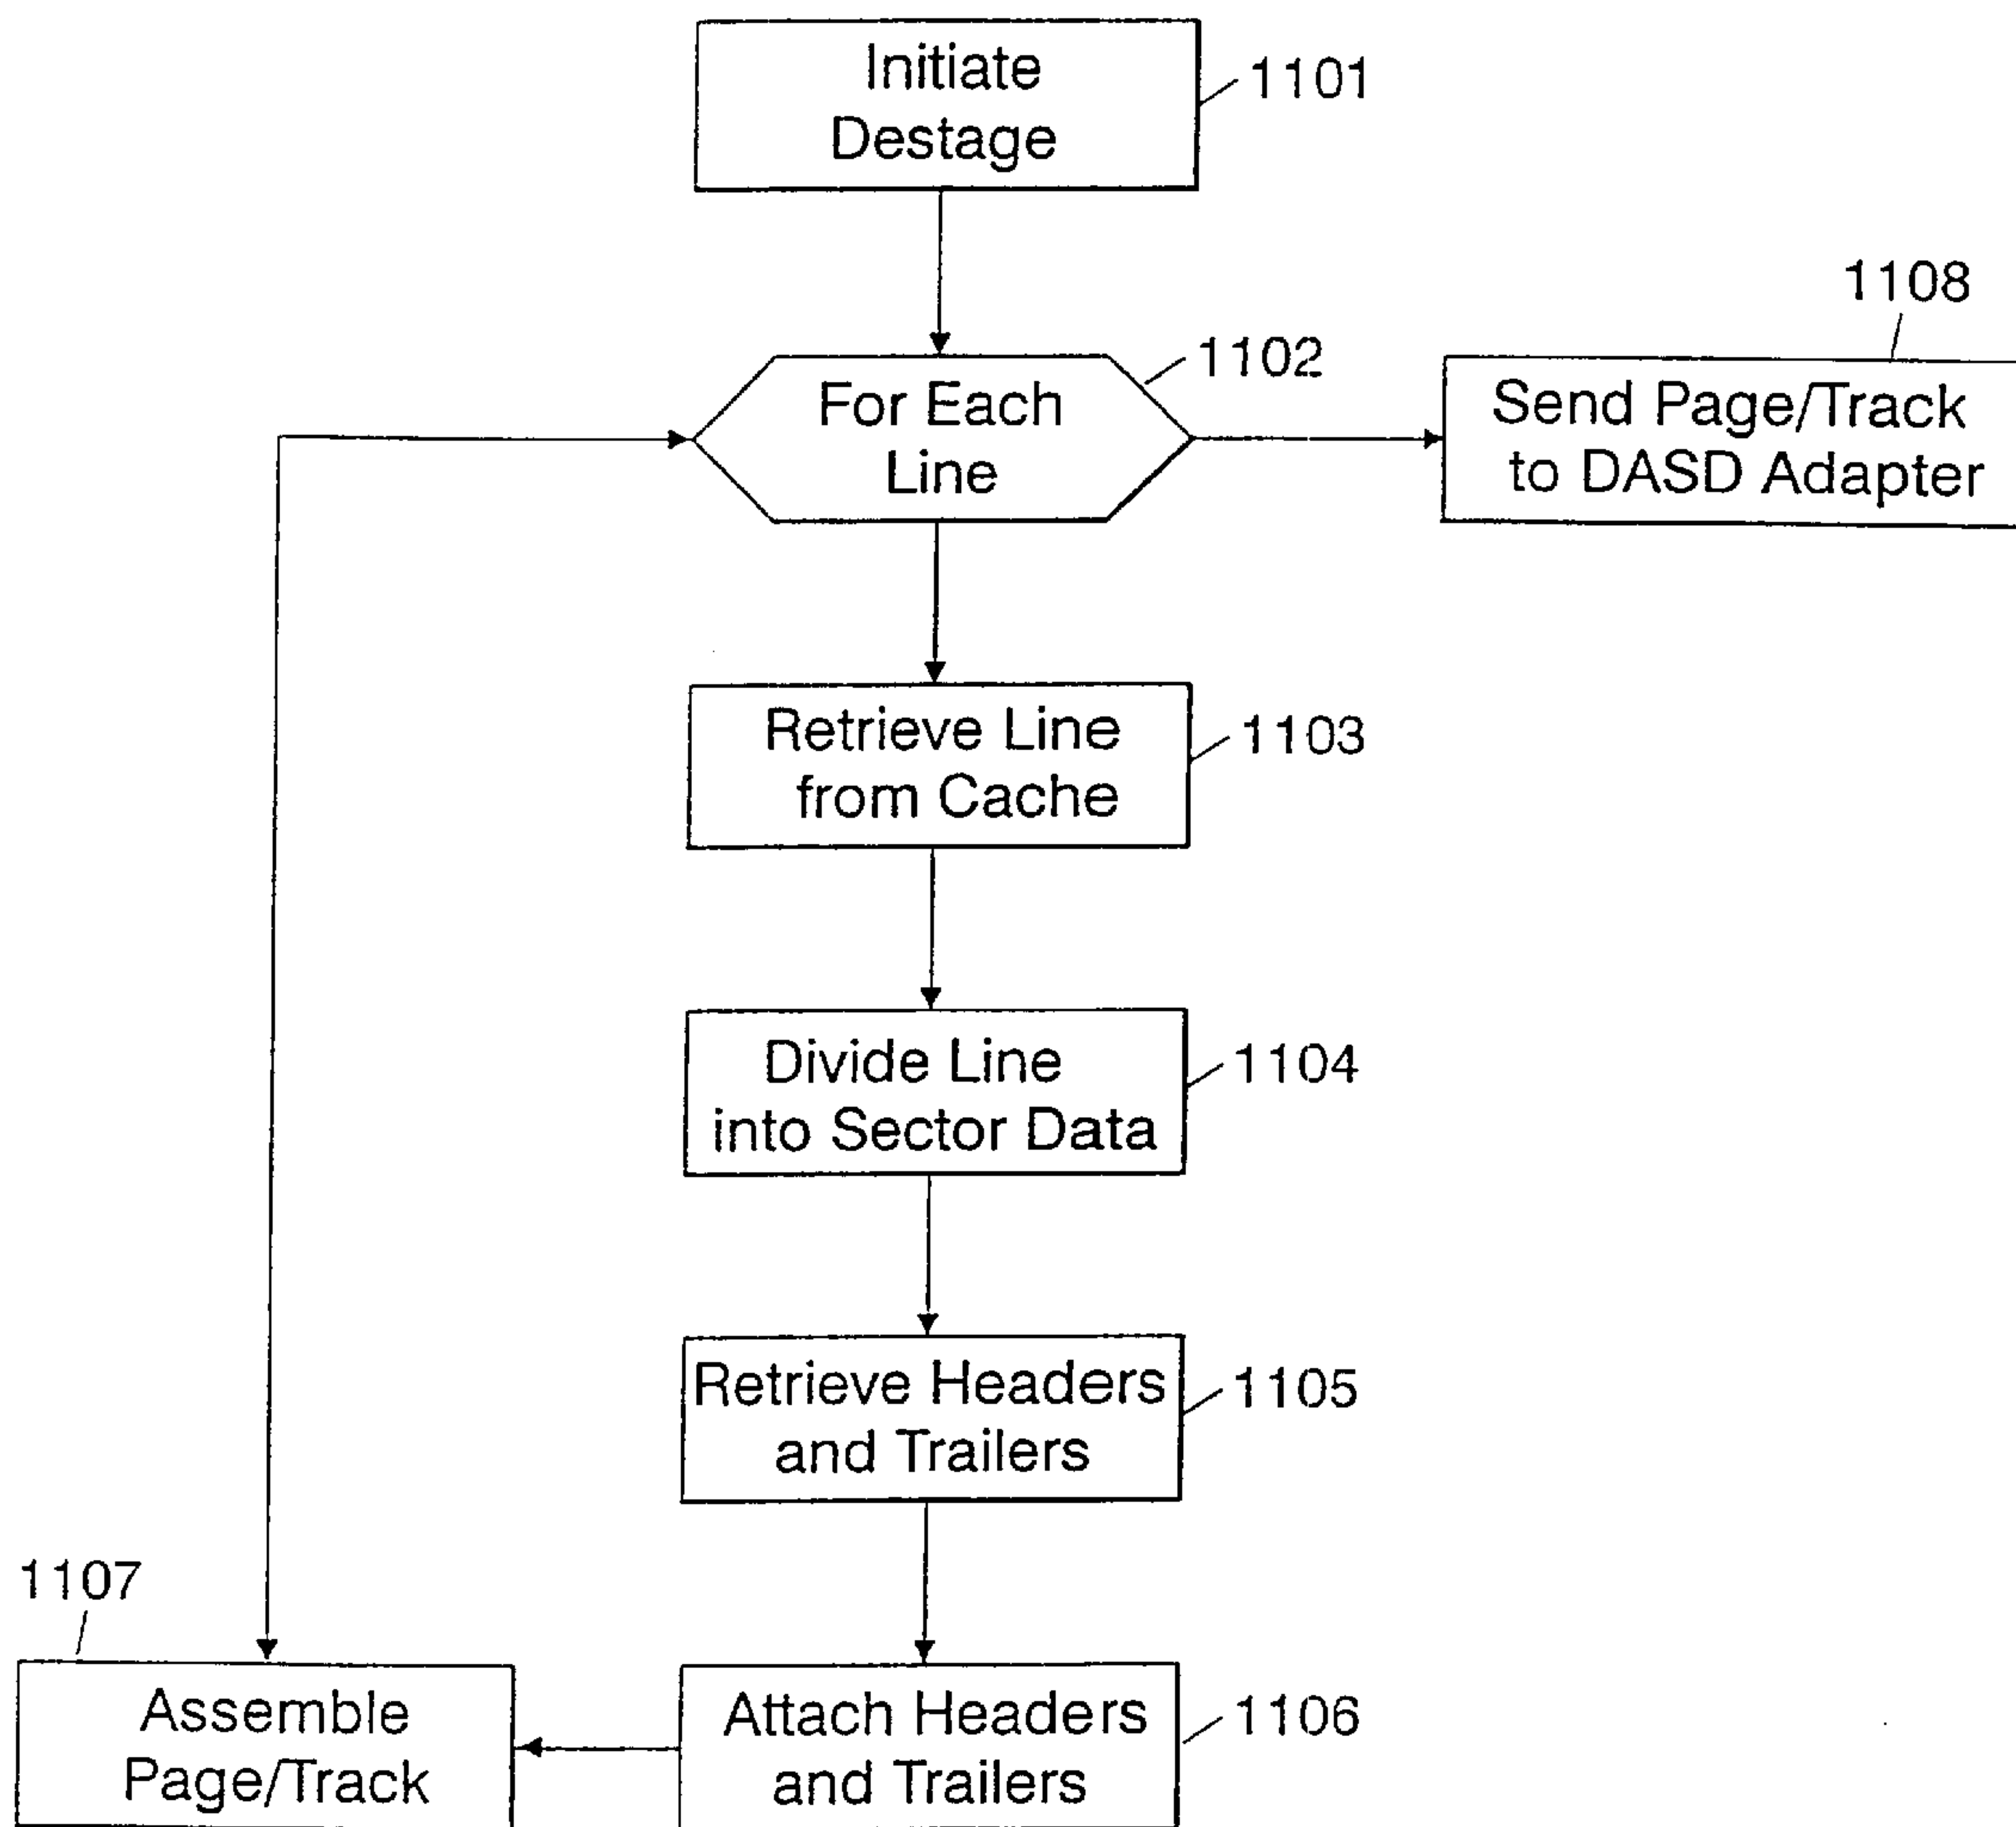 Initiate
Destage
1101
1108
For Each
Line
1102
Send Page/Track
to DASD Adapter
Retrieve Line
from Cache
1103
Divide Line
into Sector Data
1104
Retrieve Headers
and Trailers
1105
1107
Assemble
Page/Track
Attach Headers
and Trailers
1106